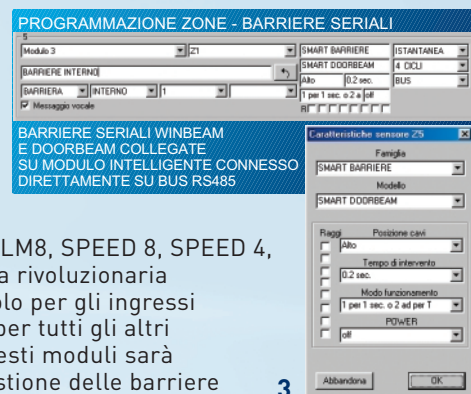 PROGRAMMAZIONE ZONE - BARRIERE SERIALI
5
Modulo 3
Z1
SMART BARRIERE
ISTANTANEA
SMART DOORBEAM
4 CICLI
BARRIERE INTERNO
Alto
0.2 sec.
BUS
BARRIERA
INTERNO
1
1 per 1 sec. o 2 a
off
Messaggio vocale
BARRIERE SERIALI WINBEAM
E DOORBEAM COLLEGATE
SU MODULO INTELLIGENTE CONNESSO
DIRETTAMENTE SU BUS RS485
Caratteristiche sensore Z5
Famiglia
SMART BARRIERE
Modello
SMART DOORBEAM
Raggi
Posizione cavi
Alto
Tempo di intervento
0.2 sec.
Modo funzionamento
1 per 1 sec. o 2 ad per T
POWER
off
Abbandona
OK
LM8, SPEED 8, SPEED 4,
a rivoluzionaria
olo per gli ingressi
per tutti gli altri
esti moduli sarà
stione delle barriere
3